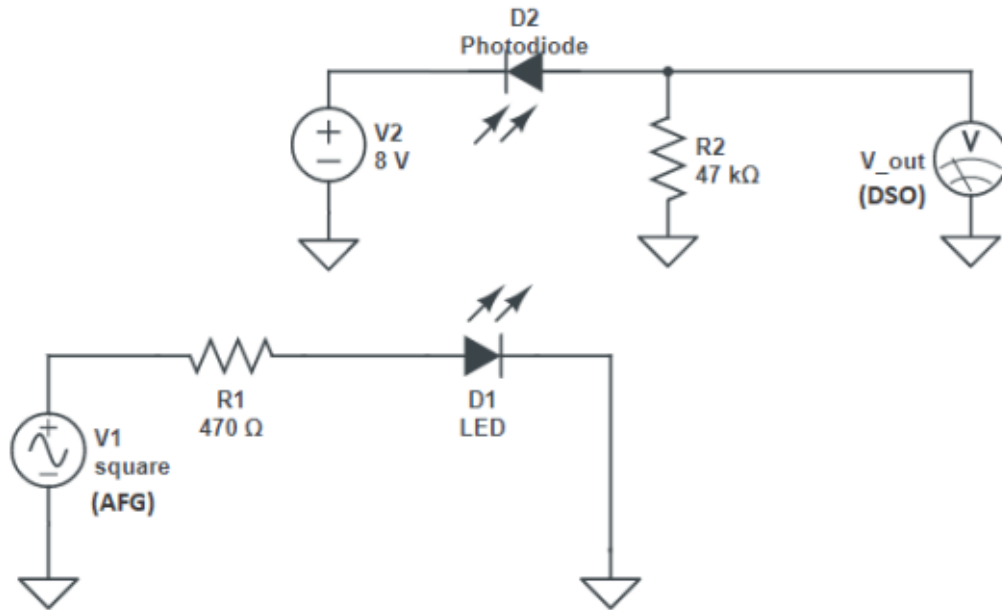 D2
Photodiode
+
−
V2
8 V
R2
47 kΩ
V
V_out
(DSO)
R1
470 Ω
D1
LED
+
−
V1
square
(AFG)